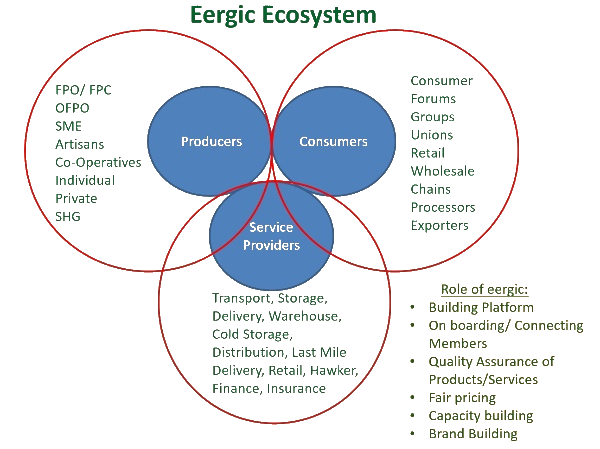 Eergic Ecosystem
FPO/ FPC
OFPO
SME
Artisans
Co-Operatives
Individual
Private
SHG
Producers
Consumers
Consumer
Forums
Groups
Unions
Retail
Wholesale
Chains
Processors
Exporters
Service
Providers
Transport, Storage,
Delivery, Warehouse,
Cold Storage,
Distribution, Last Mile
Delivery, Retail, Hawker,
Finance, Insurance
Role of eergic:
• Building Platform
• On boarding/ Connecting
Members
• Quality Assurance of
Products/Services
• Fair pricing
• Capacity building
• Brand Building